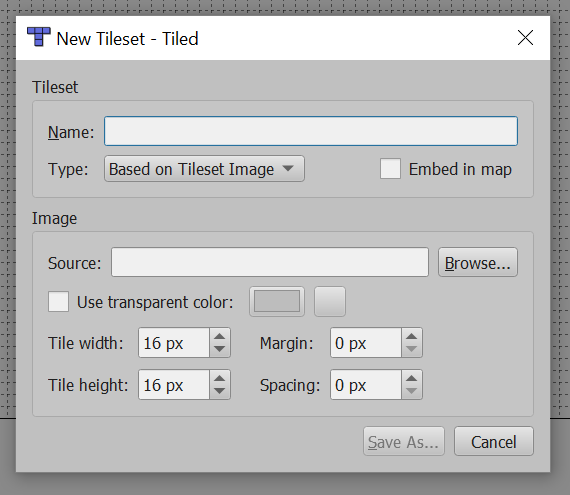 New Tileset - Tiled
Tileset
Name:
Type: Based on Tileset Image Embed in map
Image
Source: Browse...
Use transparent color:
Tile width: 16 px Margin: 0 px
Tile height: 16 px Spacing: 0 px
Save As... Cancel